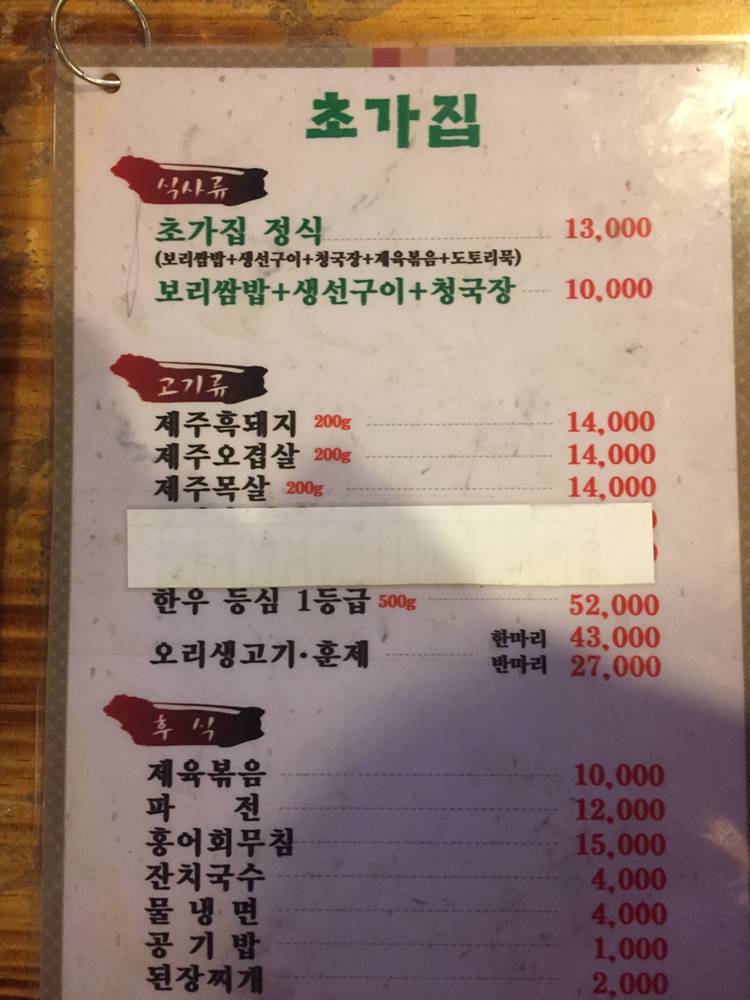 초가집
식사류
초가집 정식 13,000
(보리쌈밥+생선구이+청국장+제육볶음+도토리묵)
보리쌈밥+생선구이+청국장 10,000
고기류
제주흑돼지 200g 14,000
제주오겹살 200g 14,000
제주목살 200g 14,000
한우 등심 1등급 500g 52,000
오리생고기·훈제 한마리 43,000
반마리 27,000
후식
제육볶음 10,000
파전 12,000
홍어회무침 15,000
잔치국수 4,000
물냉면 4,000
공기밥 1,000
된장찌개 2,000